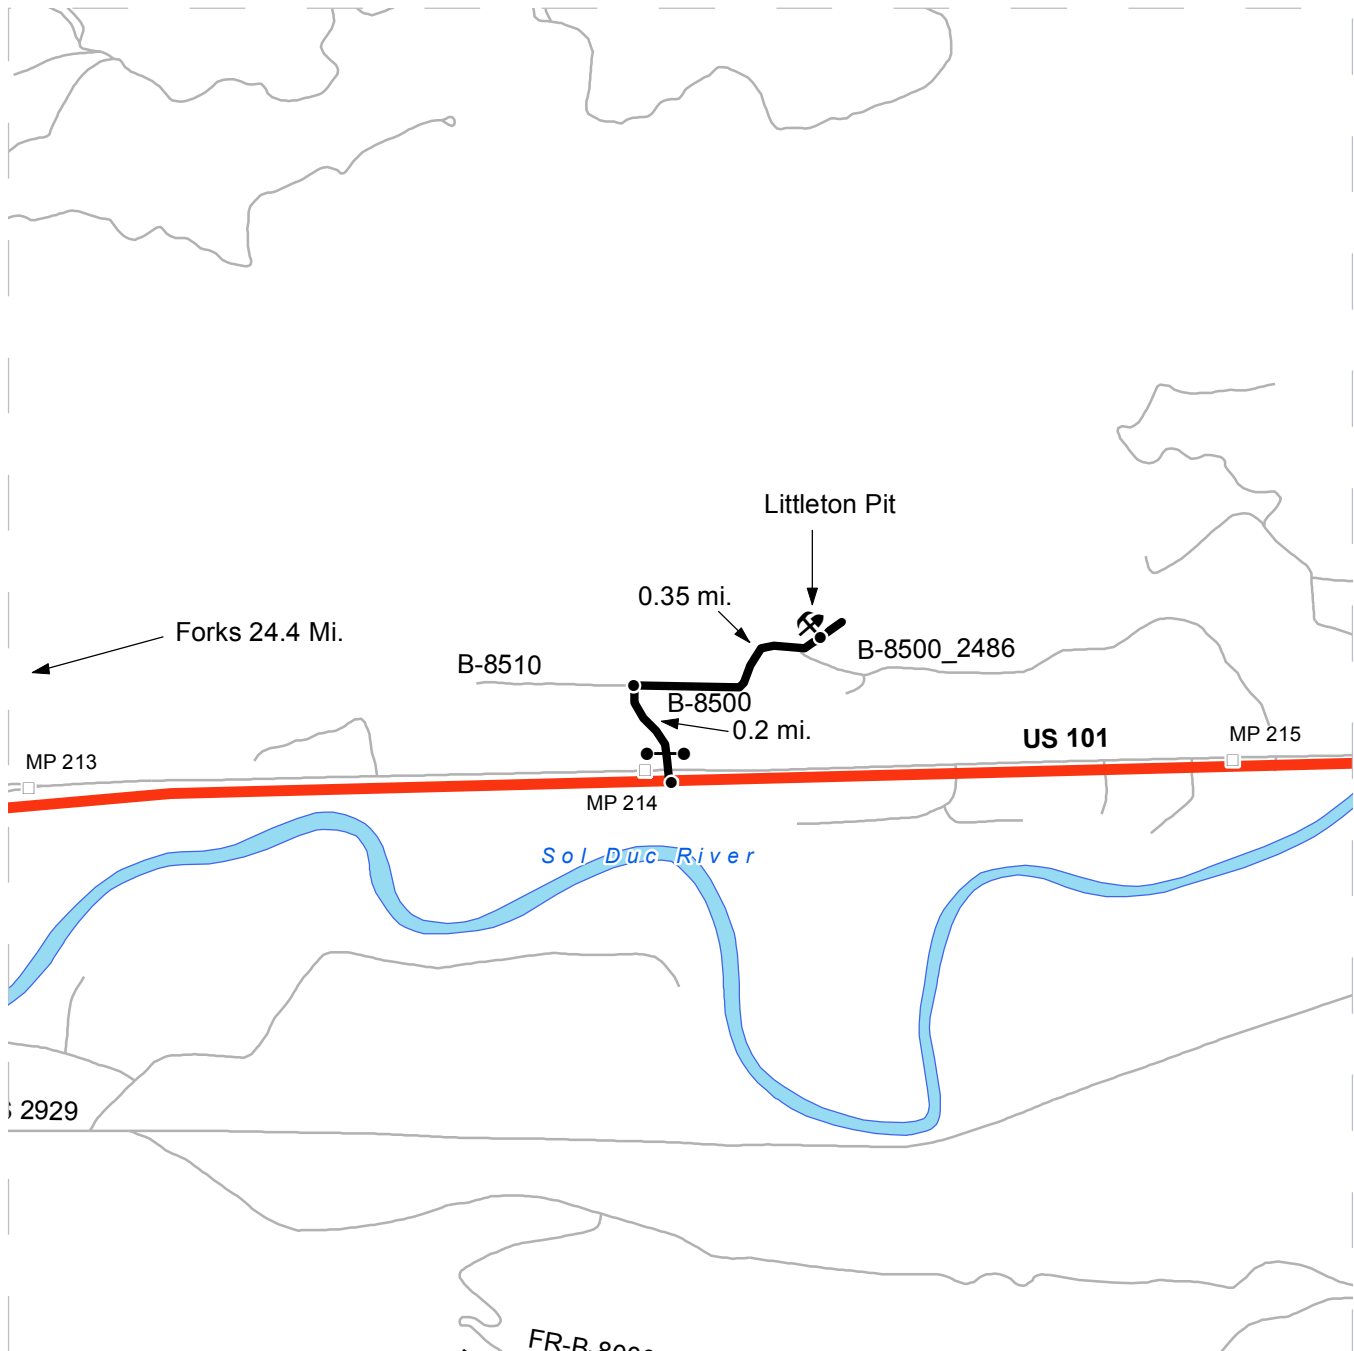 Littleton Pit
0.35 mi.
Forks 24.4 Mi.
B-8500_2486
B-8510
B-8500
0.2 mi.
US 101
MP 215
MP 213
MP 214
Sol Duc River
2929